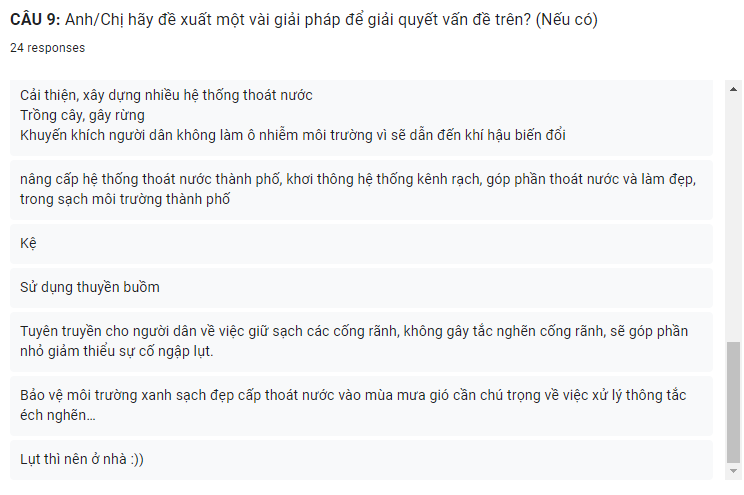 CÂU 9: Anh/Chị hãy đề xuất một vài giải pháp để giải quyết vấn đề trên? (Nếu có)
24 responses
Cải thiện, xây dựng nhiều hệ thống thoát nước
Trồng cây, gây rừng
Khuyến khích người dân không làm ô nhiễm môi trường vì sẽ dẫn đến khí hậu biến đổi
nâng cấp hệ thống thoát nước thành phố, khơi thông hệ thống kênh rạch, góp phần thoát nước và làm đẹp,
trong sạch môi trường thành phố
Kệ
Sử dụng thuyền buồm
Tuyên truyền cho người dân về việc giữ sạch các cống rãnh, không gây tắc nghẽn cống rãnh, sẽ góp phần
nhỏ giảm thiểu sự cố ngập lụt.
Bảo vệ môi trường xanh sạch đẹp cấp thoát nước vào mùa mưa gió cần chú trọng về việc xử lý thông tắc
éch nghẽn...
Lụt thì nên ở nhà :))